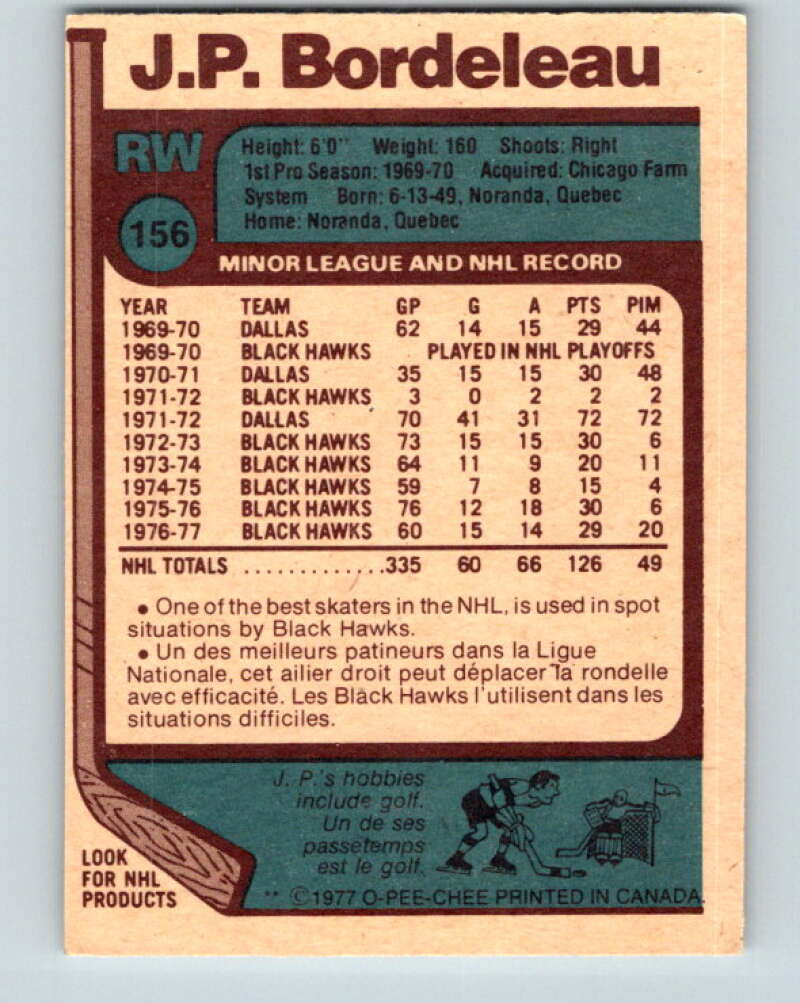 J.P. Bordeleau
RW
156
Height: 6'0" Weight: 160 Shoots: Right
1st Pro Season: 1969-70 Acquired: Chicago Farm
System Born: 6-13-49, Noranda, Quebec
Home: Noranda, Quebec
MINOR LEAGUE AND NHL RECORD
YEAR TEAM GP G A PTS PIM
1969-70 DALLAS 62 14 15 29 44
1969-70 BLACK HAWKS PLAYED IN NHL PLAYOFFS
1970-71 DALLAS 35 15 15 30 48
1971-72 BLACK HAWKS 3 0 2 2 2
1971-72 DALLAS 70 41 31 72 72
1972-73 BLACK HAWKS 73 15 15 30 6
1973-74 BLACK HAWKS 64 11 9 20 11
1974-75 BLACK HAWKS 59 7 8 15 4
1975-76 BLACK HAWKS 76 12 18 30 6
1976-77 BLACK HAWKS 60 15 14 29 20
NHL TOTALS .............335 60 66 126 49
• One of the best skaters in the NHL, is used in spot
situations by Black Hawks.
• Un des meilleurs patineurs dans la Ligue
Nationale, cet ailier droit peut déplacer la rondelle
avec efficacité. Les Black Hawks l'utilisent dans les
situations difficiles.
J. P.'s hobbies
include golf.
Un de ses
passetemps
est le golf.
LOOK
FOR NHL
PRODUCTS
** ©1977 O-PEE-CHEE PRINTED IN CANADA.